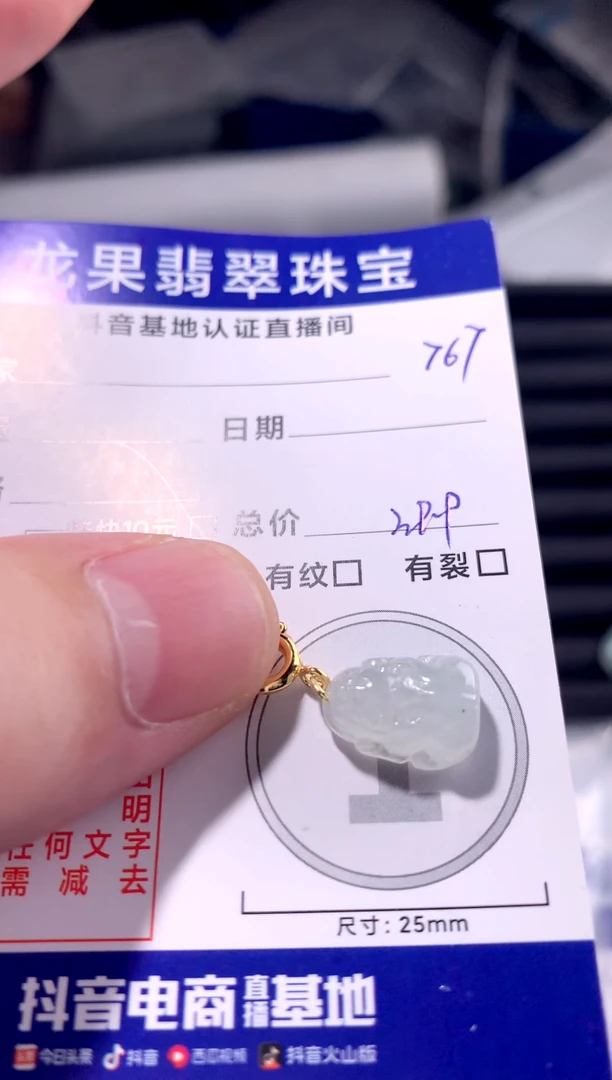 龙果翡翠珠宝
抖音基地认证直播间
767
日期
总价
有纹□ 有裂□
明
任何文字
需减去
尺寸：25mm
抖音电商直播基地
今日头条 抖音 西瓜视频 抖音火山版